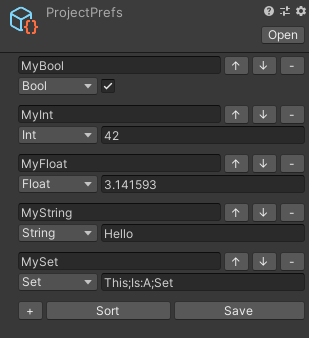 ProjectPrefs
Open
MyBool
↑ ↓ -
Bool
MyInt
↑ ↓ -
Int 42
MyFloat
↑ ↓ -
Float 3.141593
MyString
↑ ↓ -
String Hello
MySet
↑ ↓ -
Set This;Is:A;Set
+ Sort Save